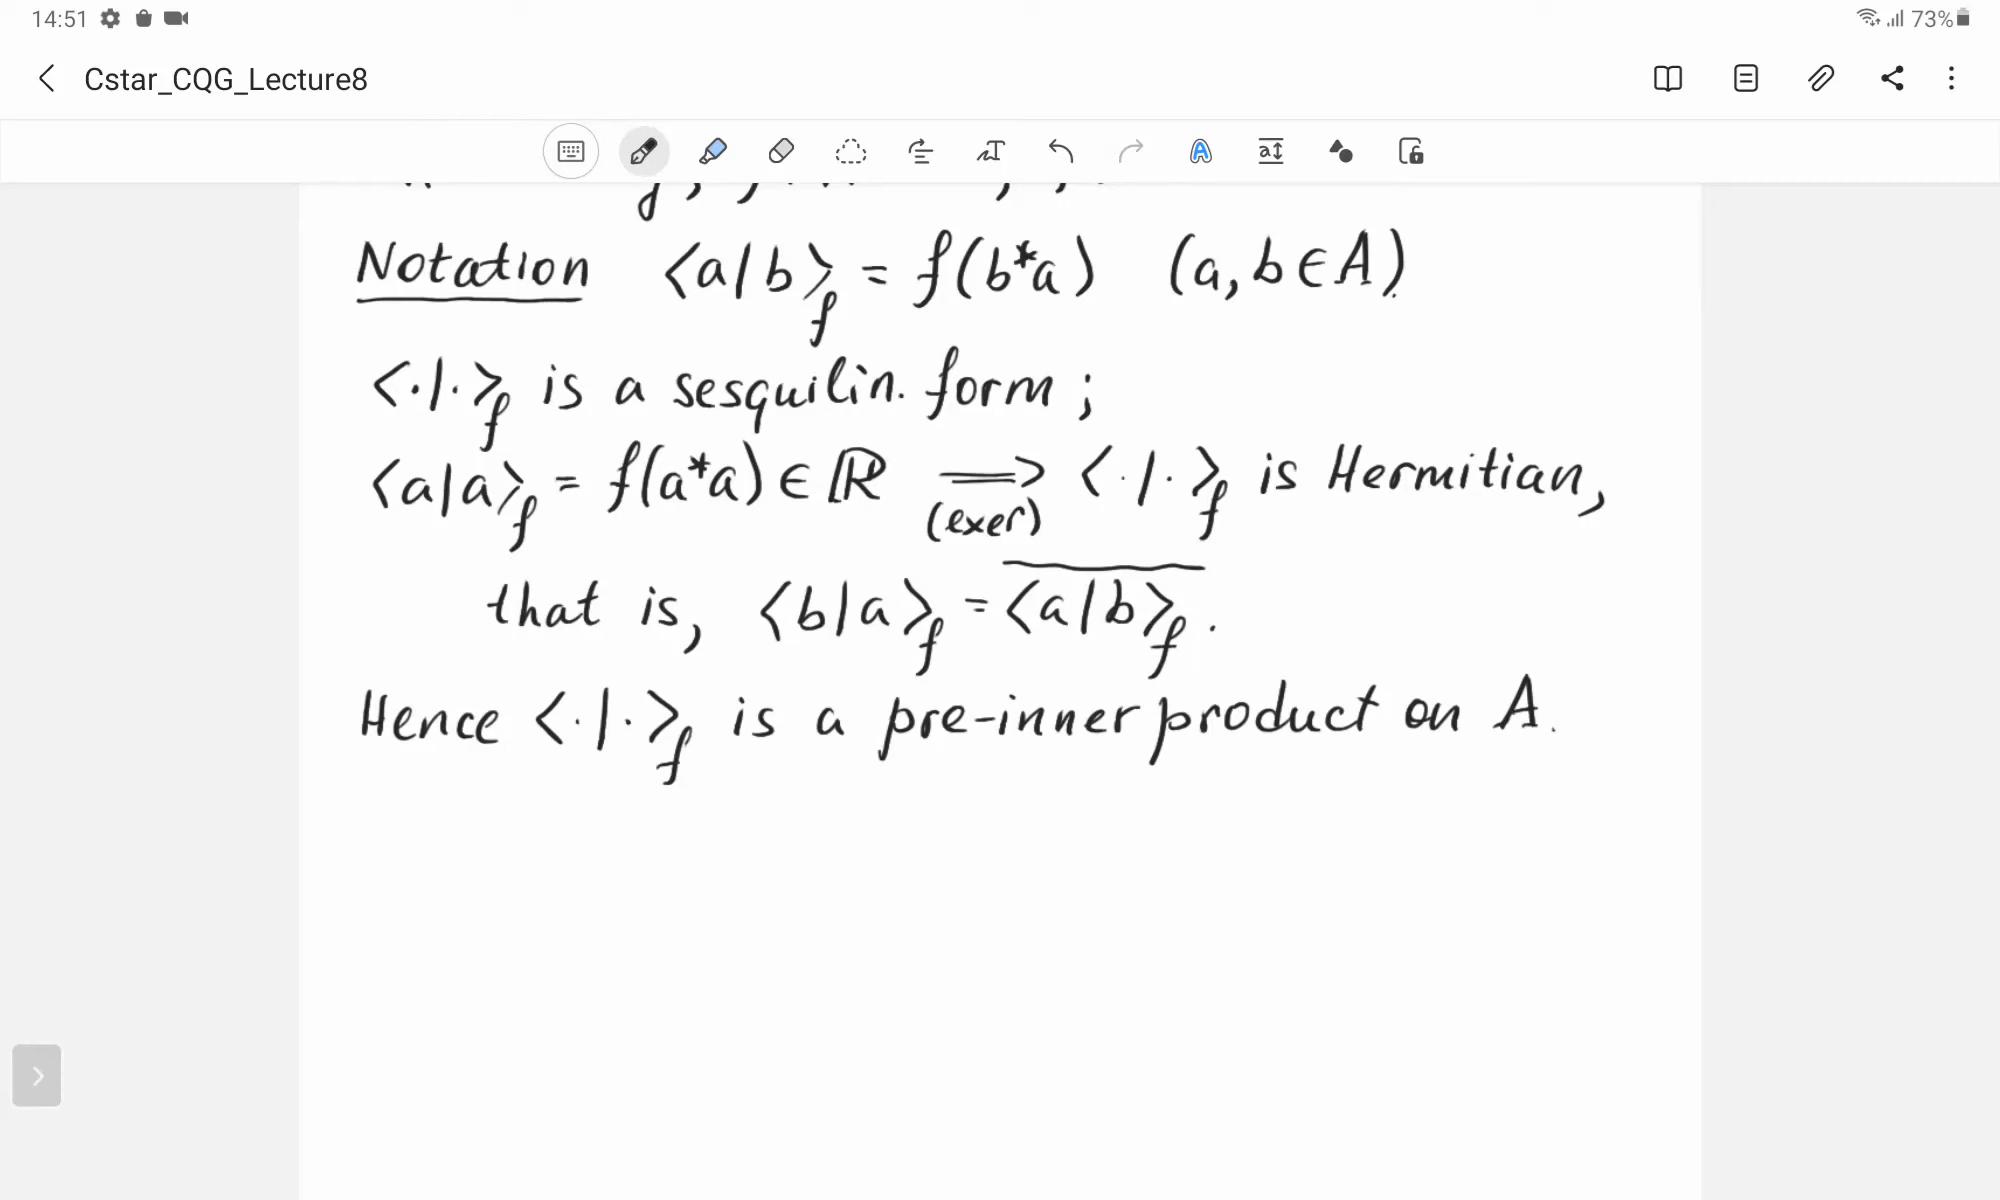 14:51
73%
Cstar_CQG_Lecture8
Notation ⟨a|b⟩_f = f(b*a) (a, b ∈ A).
⟨·|·⟩_f is a sesquilin. form ;
⟨a|a⟩_f = f(a*a) ∈ ℝ ⟹ (exer) ⟨·|·⟩_f is Hermitian,
that is, ⟨b|a⟩_f = \overline{⟨a|b⟩_f} .
Hence ⟨·|·⟩_f is a pre-inner product on A.